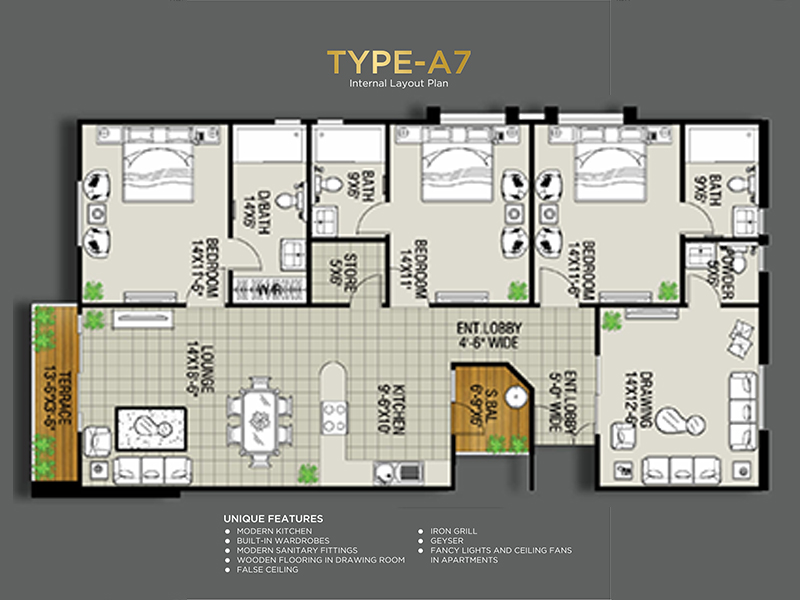 TYPE-A7
Internal Layout Plan
BEDROOM
14'X11'-6"
D/BATH
14'X6'
W/R
BATH
9'X6'
STORE
5'X6'
BEDROOM
14'X11'
BEDROOM
14'X11'-6"
BATH
9'X6'
POWDER
5'X6'
TERRACE
13'-6"X3'-6"
LOUNGE
14'X18'-6"
KITCHEN
9'-6"X10'
ENT.LOBBY
4'-6" WIDE
S.BAL
6'-9"X6'
ENT.LOBBY
5'-0" WIDE
DRAWING
14'X12'-6"
UNIQUE FEATURES
MODERN KITCHEN
BUILT-IN WARDROBES
MODERN SANITARY FITTINGS
WOODEN FLOORING IN DRAWING ROOM
FALSE CEILING
IRON GRILL
GEYSER
FANCY LIGHTS AND CEILING FANS
IN APARTMENTS